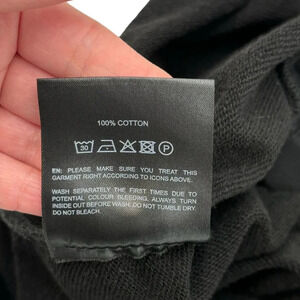 100% COTTON
30 P
EN: PLEASE MAKE SURE YOU TREAT THIS
GARMENT RIGHT ACCORDING TO ICONS ABOVE.
WASH SEPARATELY THE FIRST TIMES DUE TO
POTENTIAL COLOUR BLEEDING. ALWAYS. TURN
INSIDE OUT BEFORE WASH. DO NOT TUMBLE DRY.
DO NOT BLEACH.